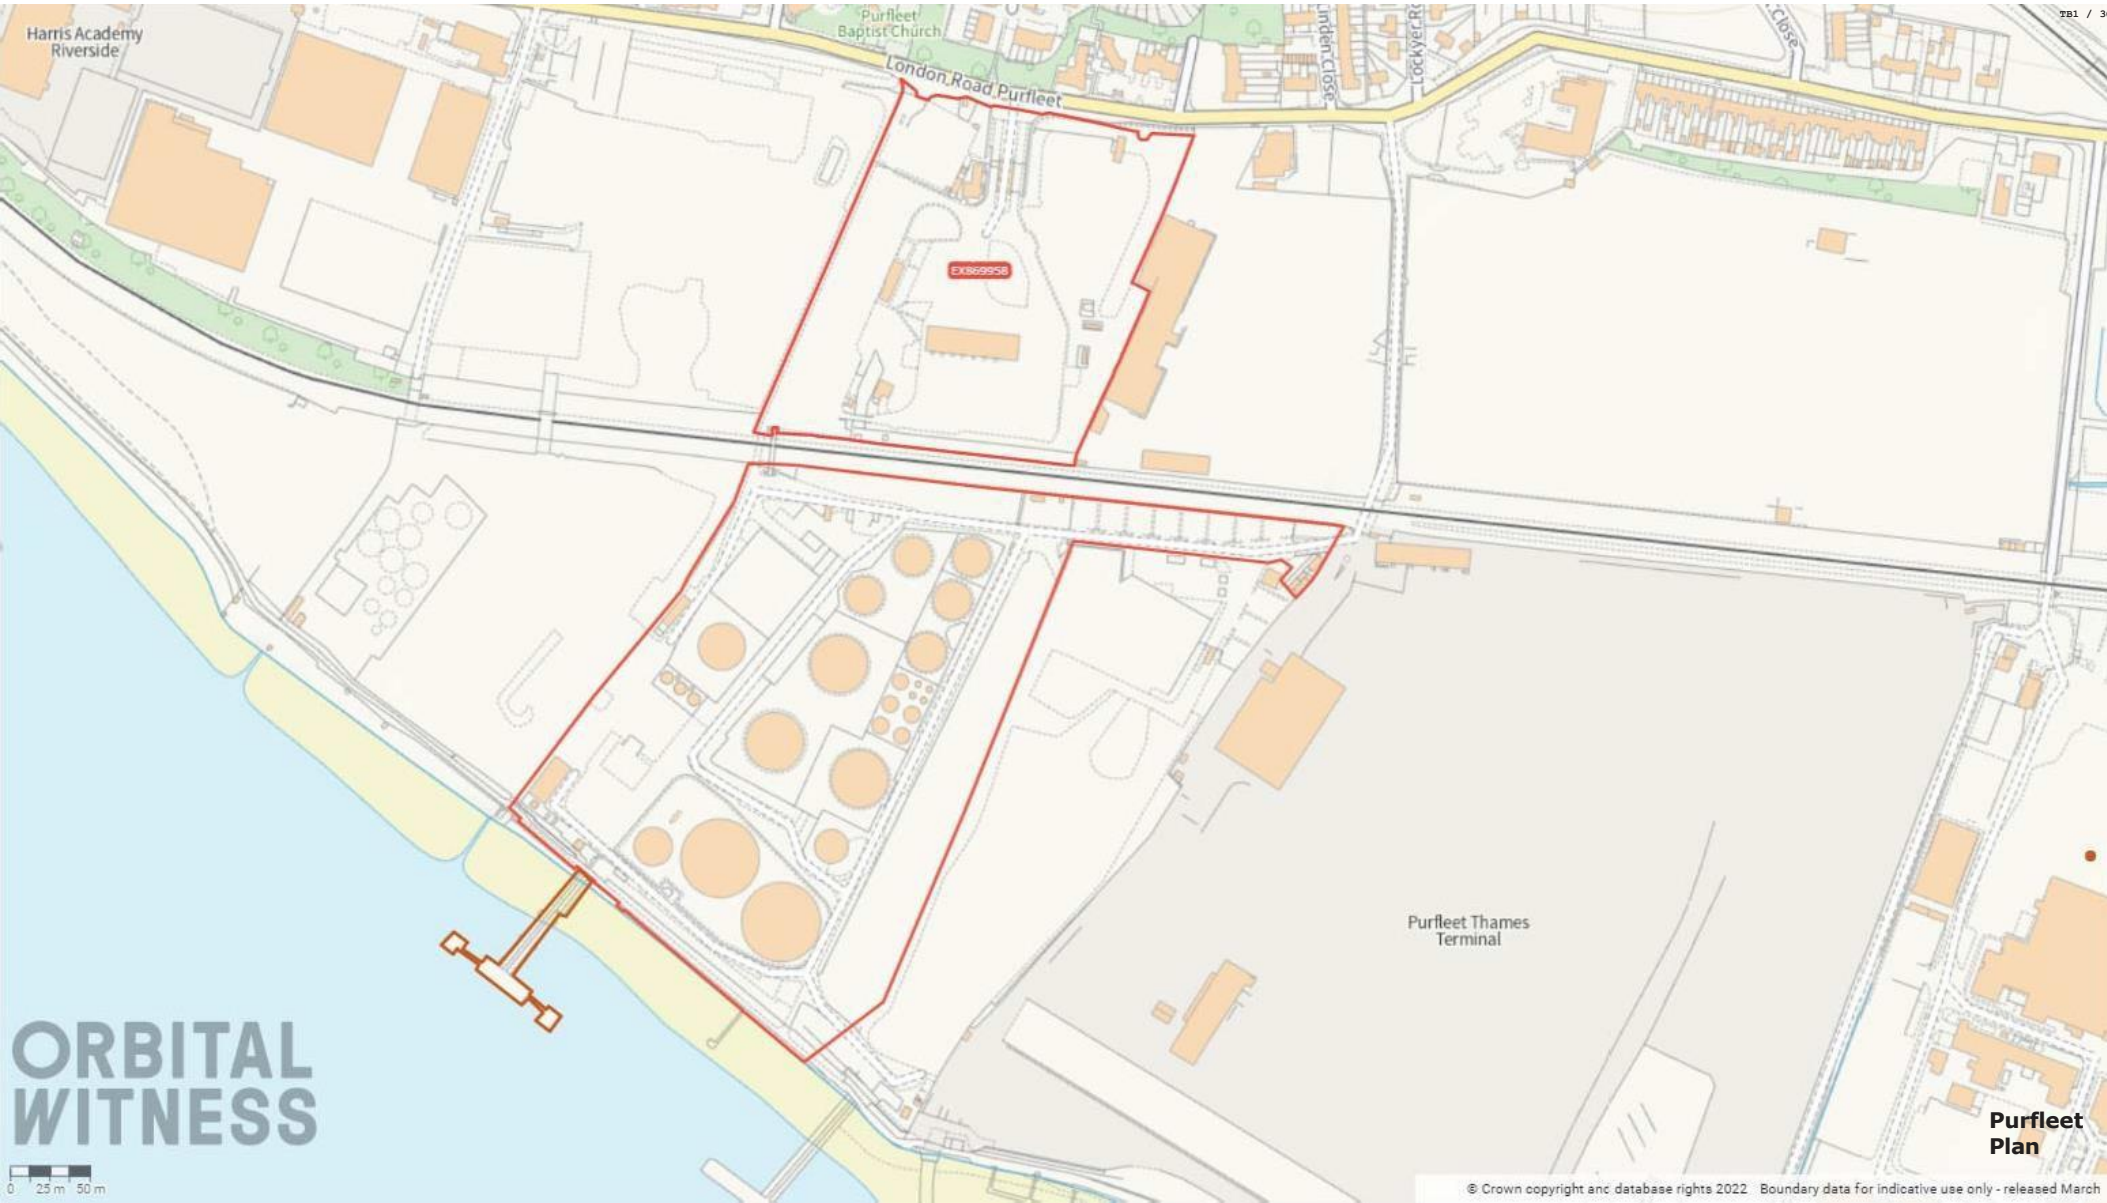 TB1 / 3
Harris Academy
Riverside
Purfleet
Baptist Church
London Road Purfleet
Linden Close
Lockyer R
Close
EX869958
Purfleet Thames
Terminal
ORBITAL
WITNESS
Purfleet
Plan
0 25 m 50 m
© Crown copyright and database rights 2022 Boundary data for indicative use only - released March